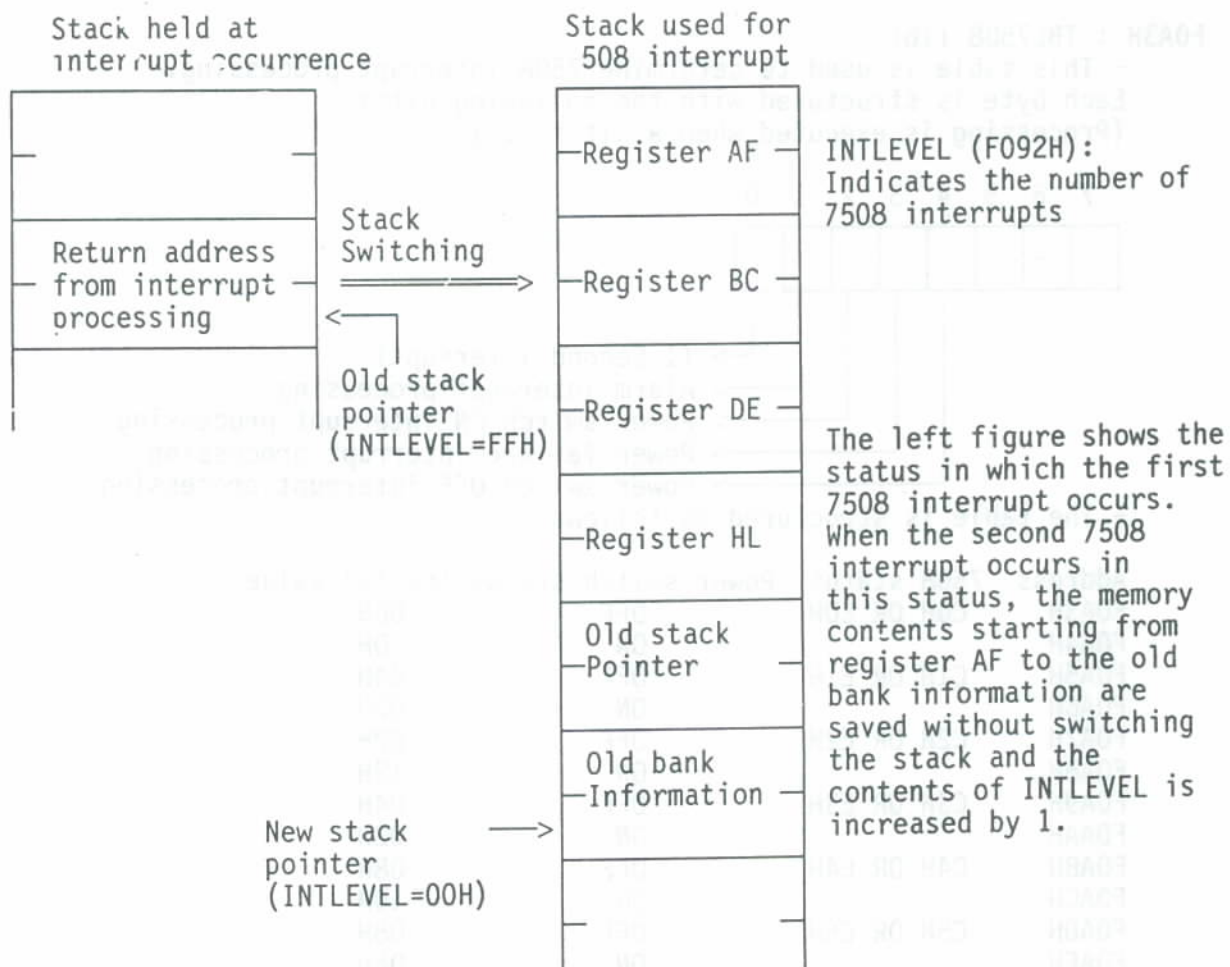 Stack held at
interrupt occurrence
Stack used for
508 interrupt
Register AF
INTLEVEL (F092H):
Indicates the number of
7508 interrupts
Return address
from interrupt
processing
Stack
Switching
Register BC
Old stack
pointer
(INTLEVEL=FFH)
Register DE
The left figure shows the
status in which the first
7508 interrupt occurs.
When the second 7508
interrupt occurs in
this status, the memory
contents starting from
register AF to the old
bank information are
saved without switching
the stack and the
contents of INTLEVEL is
increased by 1.
Register HL
Old stack
Pointer
Old bank
Information
New stack
pointer
(INTLEVEL=00H)